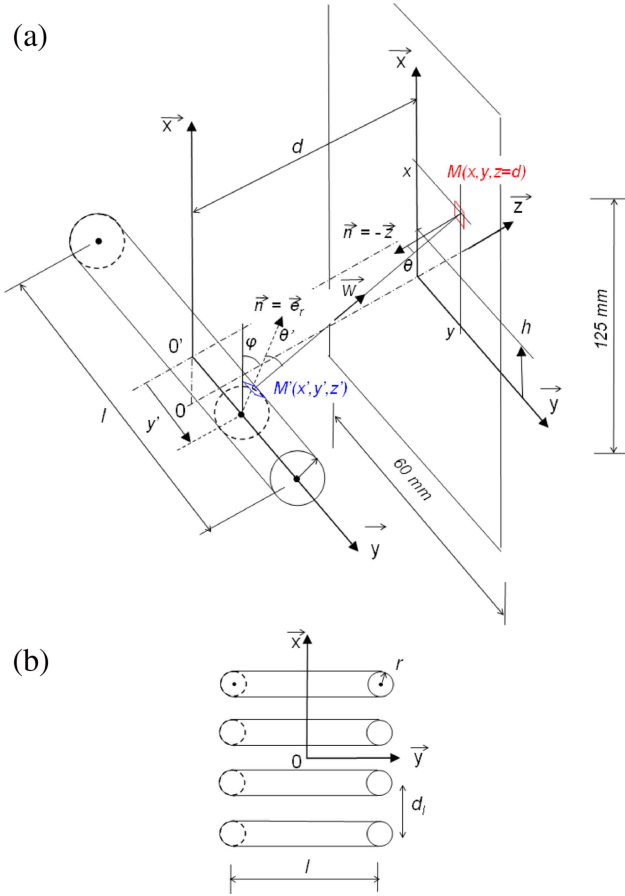 (a)
x
x
d
x
M(x,y,z=d)
z
n = -z
θ
w
n = e_r
θ'
φ
y
h
0'
M'(x',y',z')
0
y'
y
l
125 mm
60 mm
y
(b)
x
r
0
y
d_l
l